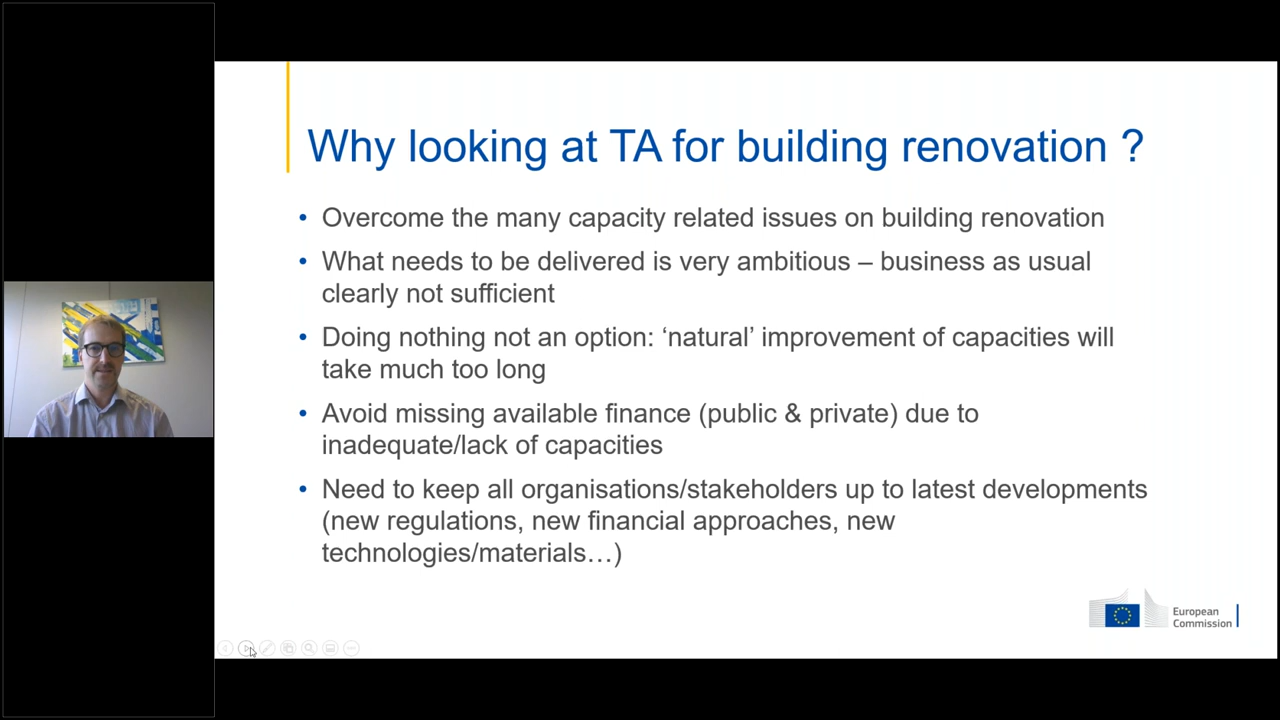 Why looking at TA for building renovation ?
• Overcome the many capacity related issues on building renovation
• What needs to be delivered is very ambitious – business as usual
clearly not sufficient
• Doing nothing not an option: ‘natural’ improvement of capacities will
take much too long
• Avoid missing available finance (public & private) due to
inadequate/lack of capacities
• Need to keep all organisations/stakeholders up to latest developments
(new regulations, new financial approaches, new
technologies/materials…)
European
Commission